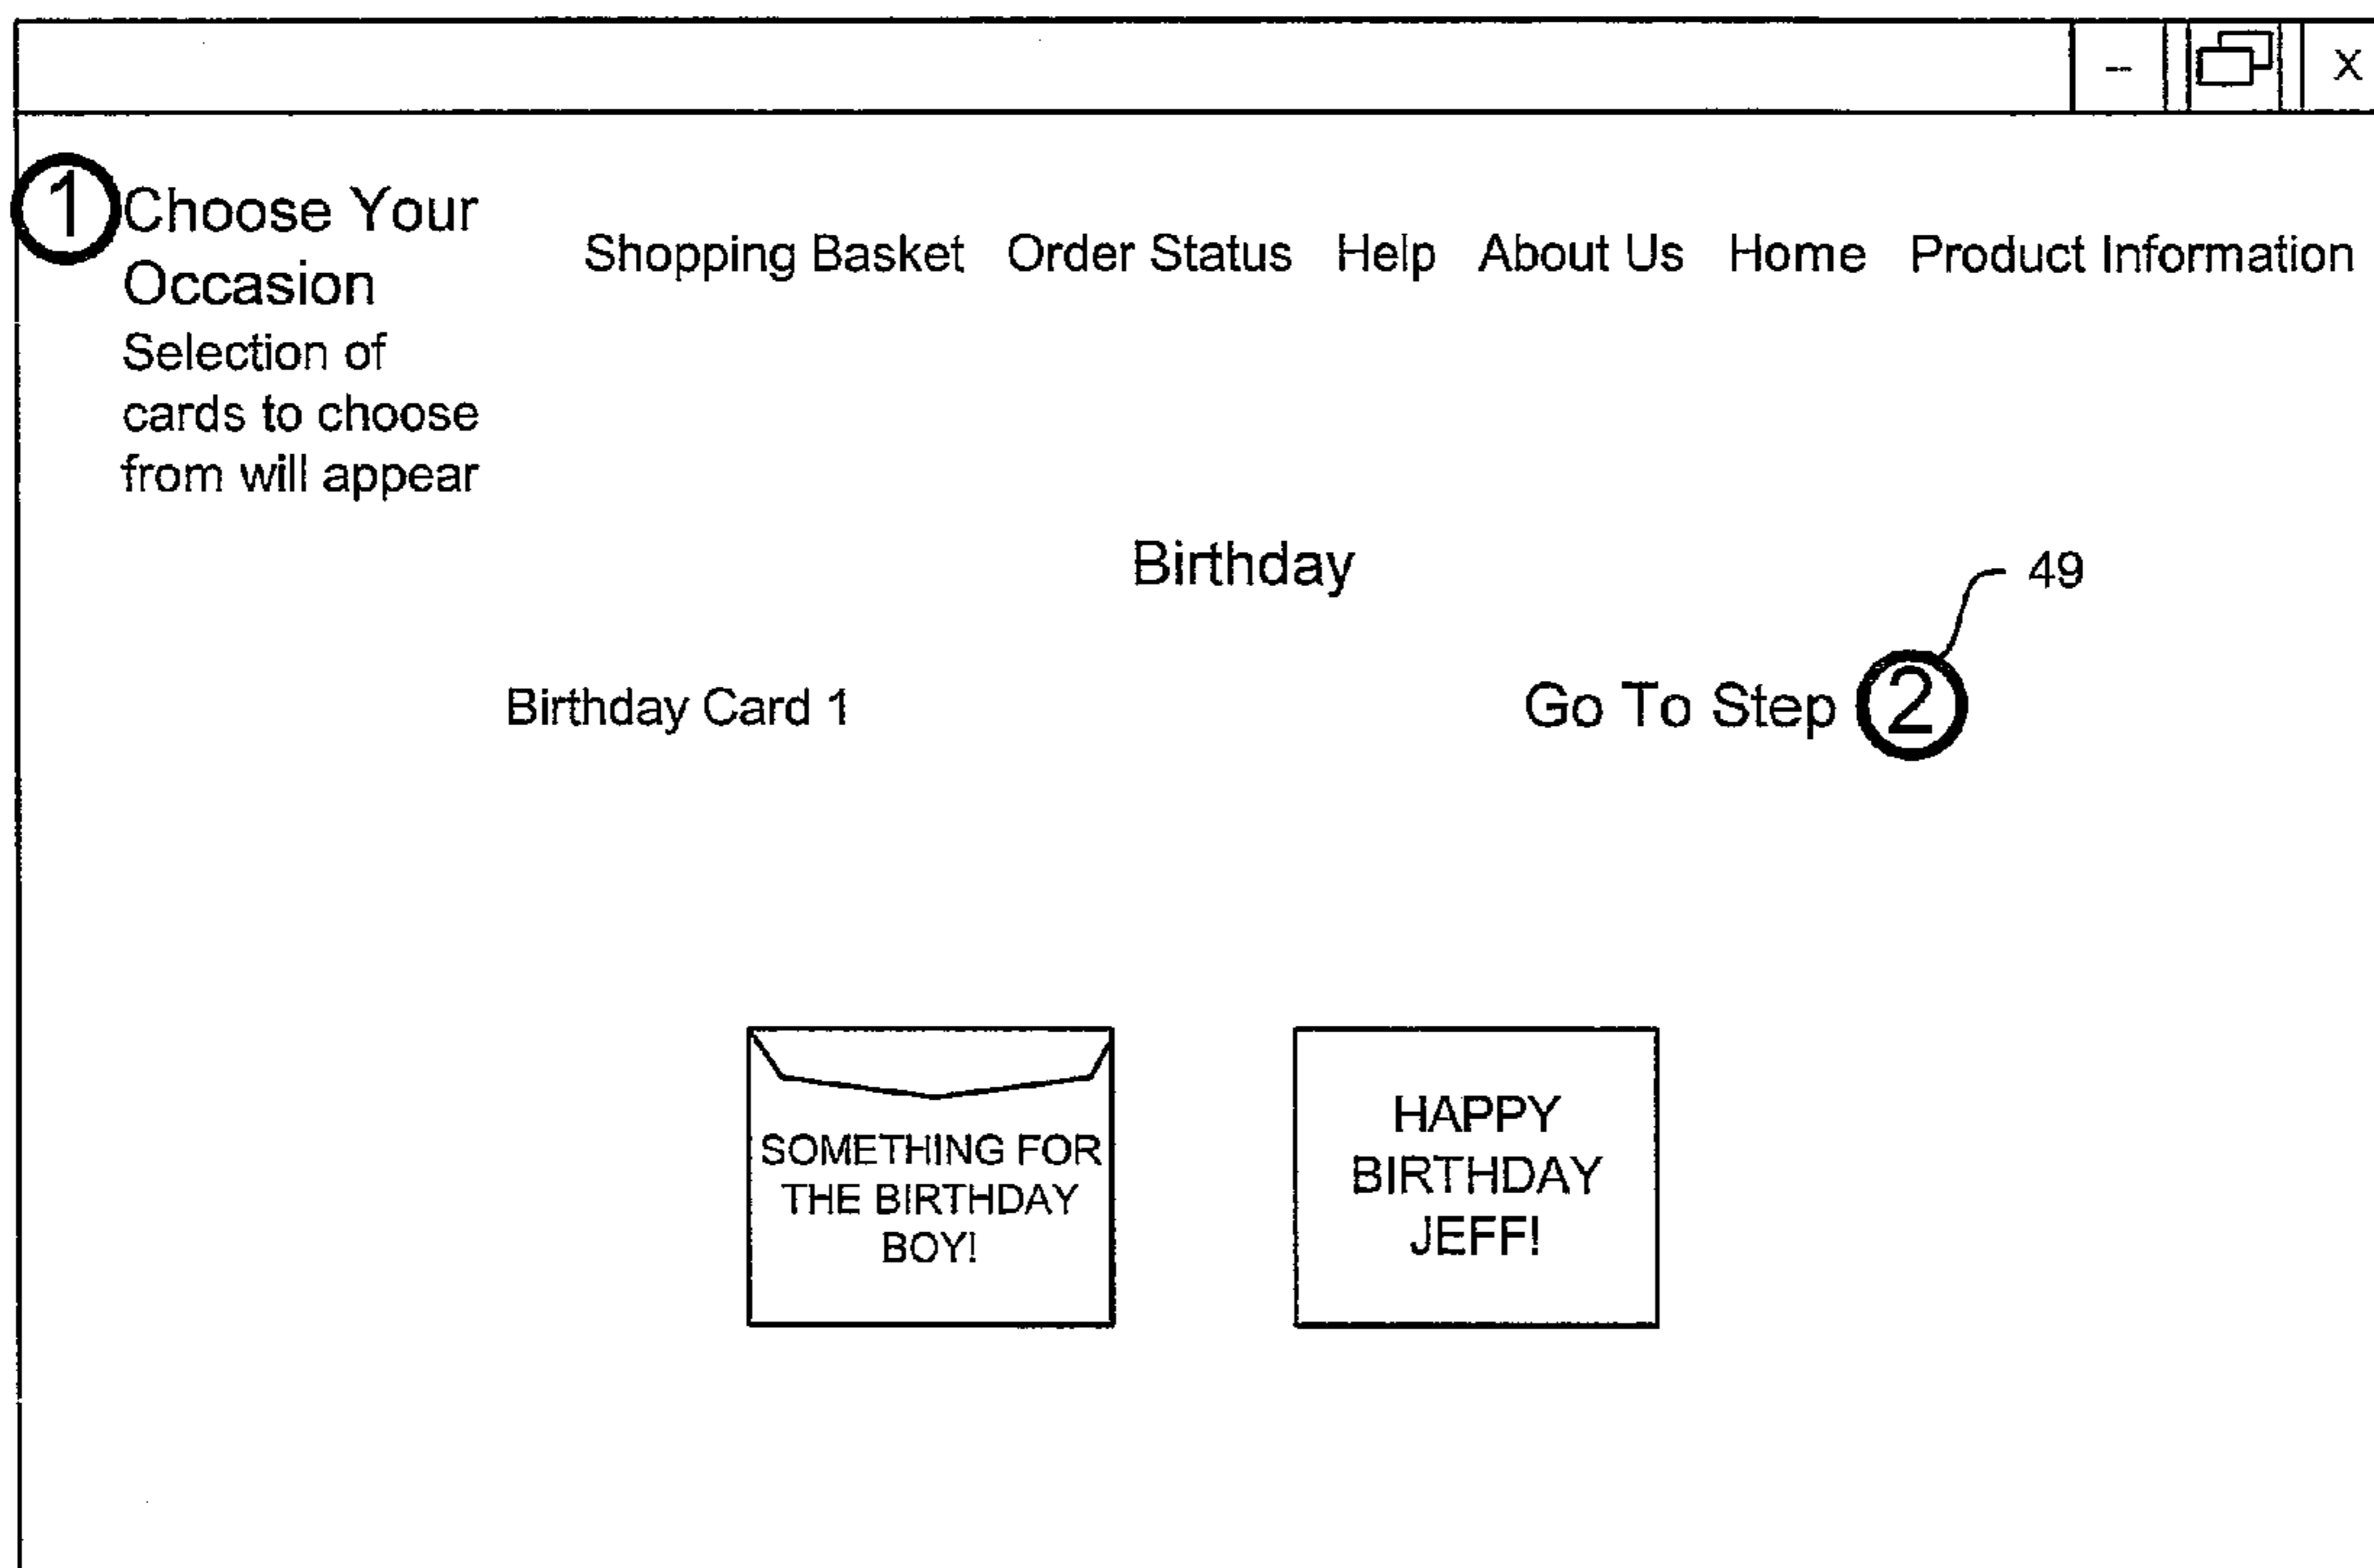 -- X
1 Choose Your
Occasion
Selection of
cards to choose
from will appear
Shopping Basket Order Status Help About Us Home Product Information
Birthday
49
Birthday Card 1
Go To Step 2
SOMETHING FOR
THE BIRTHDAY
BOY!
HAPPY
BIRTHDAY
JEFF!